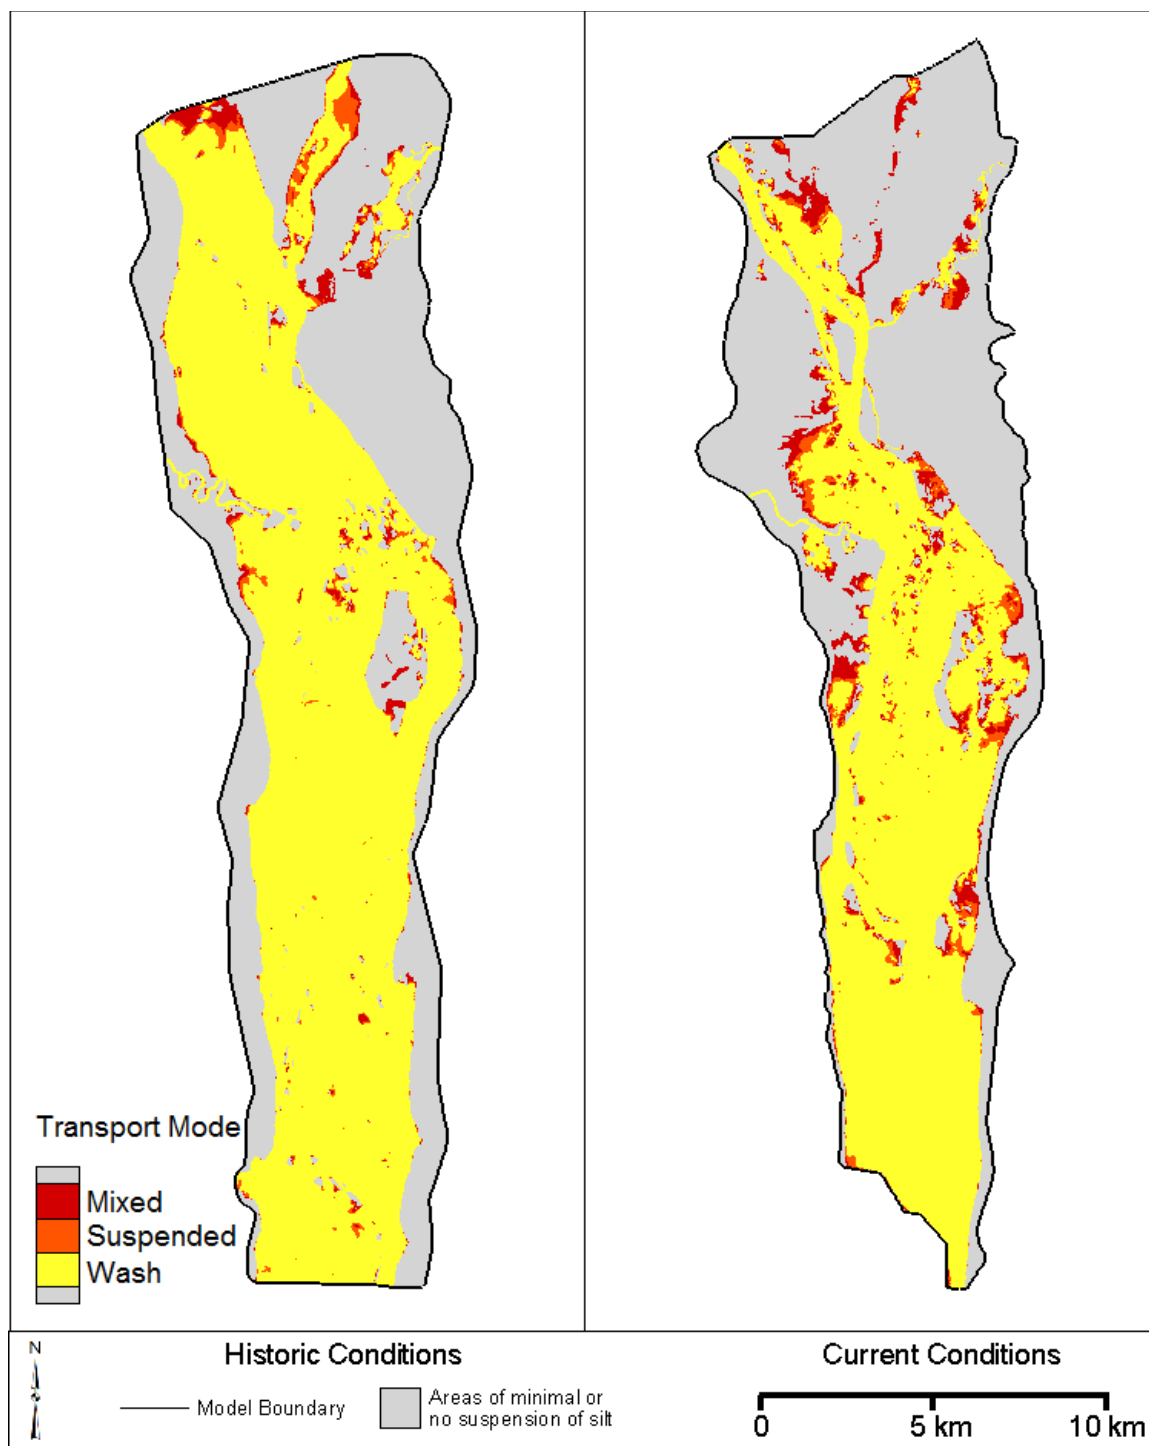 Transport Mode
Mixed
Suspended
Wash
N
Historic Conditions
Current Conditions
Model Boundary
Areas of minimal or
no suspension of silt
0 5 km 10 km